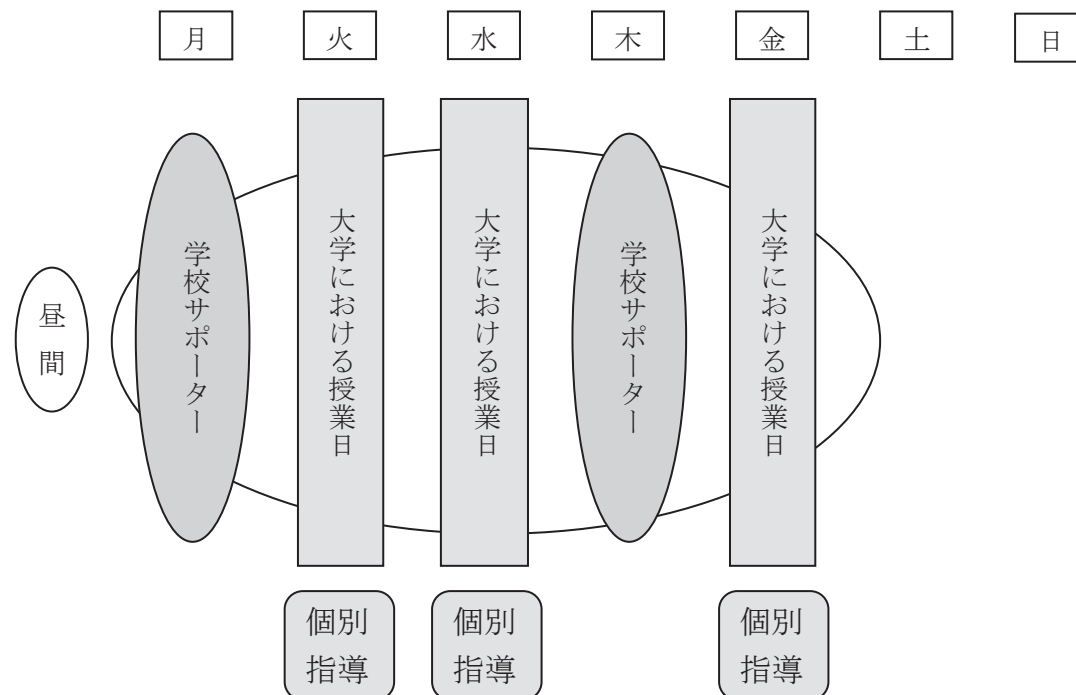 月
火
水
木
金
土
日
昼
間
学校サポーター
大学における授業日
大学における授業日
学校サポーター
大学における授業日
個別
指導
個別
指導
個別
指導